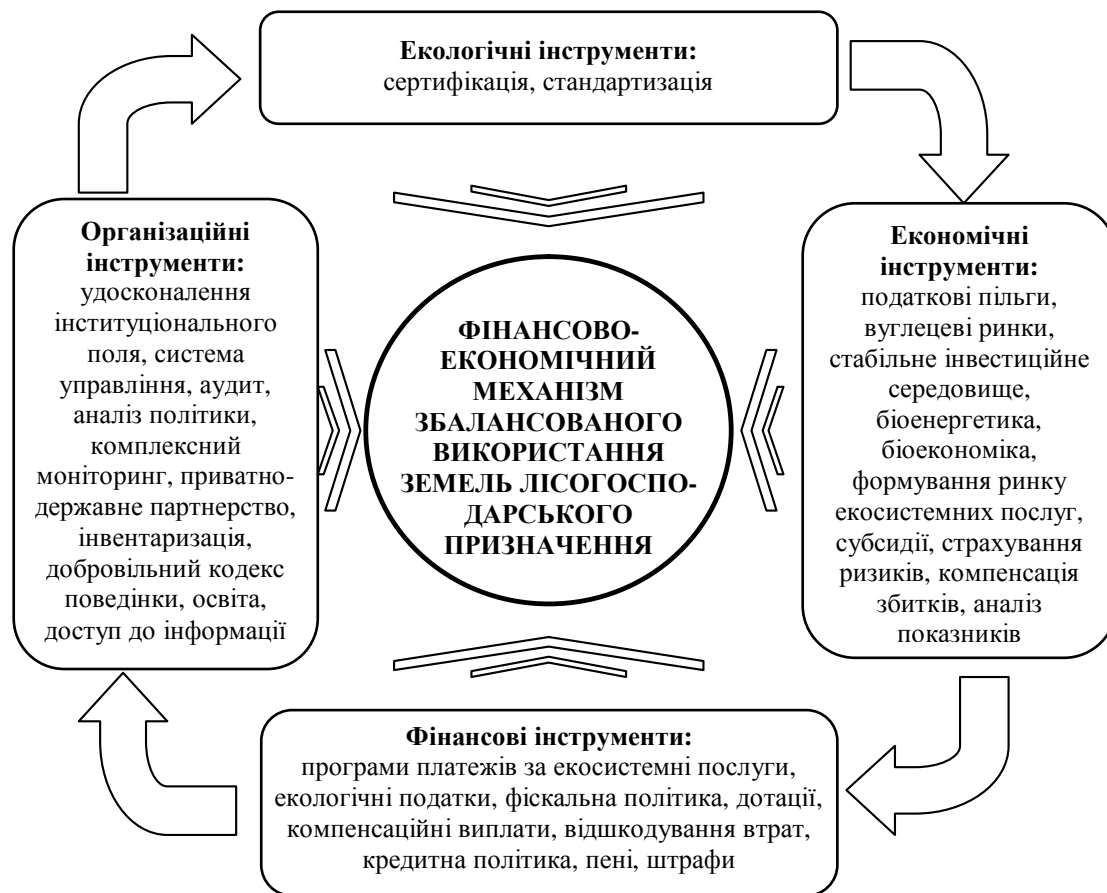 Екологічні інструменти:
сертифікація, стандартизація
Організаційні
інструменти:
удосконалення
інституціонального
поля, система
управління, аудит,
аналіз політики,
комплексний
моніторинг, приватно-
державне партнерство,
інвентаризація,
добровільний кодекс
поведінки, освіта,
доступ до інформації
ФІНАНСОВО-
ЕКОНОМІЧНИЙ
МЕХАНІЗМ
ЗБАЛАНСОВАНОГО
ВИКОРИСТАННЯ
ЗЕМЕЛЬ ЛІСОГОСПО-
ДАРСЬКОГО
ПРИЗНАЧЕННЯ
Економічні
інструменти:
податкові пільги,
вуглецеві ринки,
стабільне інвестиційне
середовище,
біоенергетика,
біоекономіка,
формування ринку
екосистемних послуг,
субсидії, страхування
ризиків, компенсація
збитків, аналіз
показників
Фінансові інструменти:
програми платежів за екосистемні послуги,
екологічні податки, фіскальна політика, дотації,
компенсаційні виплати, відшкодування втрат,
кредитна політика, пені, штрафи